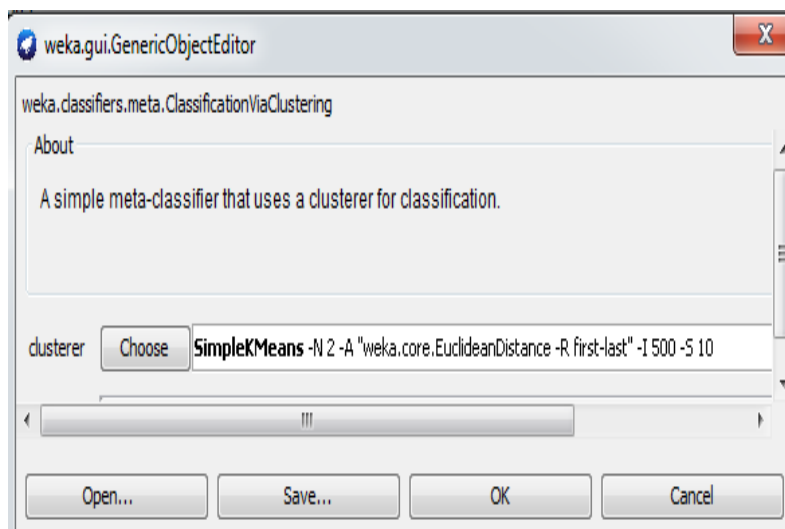 weka.gui.GenericObjectEditor
X
weka.classifiers.meta.ClassificationViaClustering
About
A simple meta-classifier that uses a clusterer for classification.
clusterer Choose SimpleKMeans -N 2 -A "weka.core.EuclideanDistance -R first-last" -I 500 -S 10
Open... Save... OK Cancel